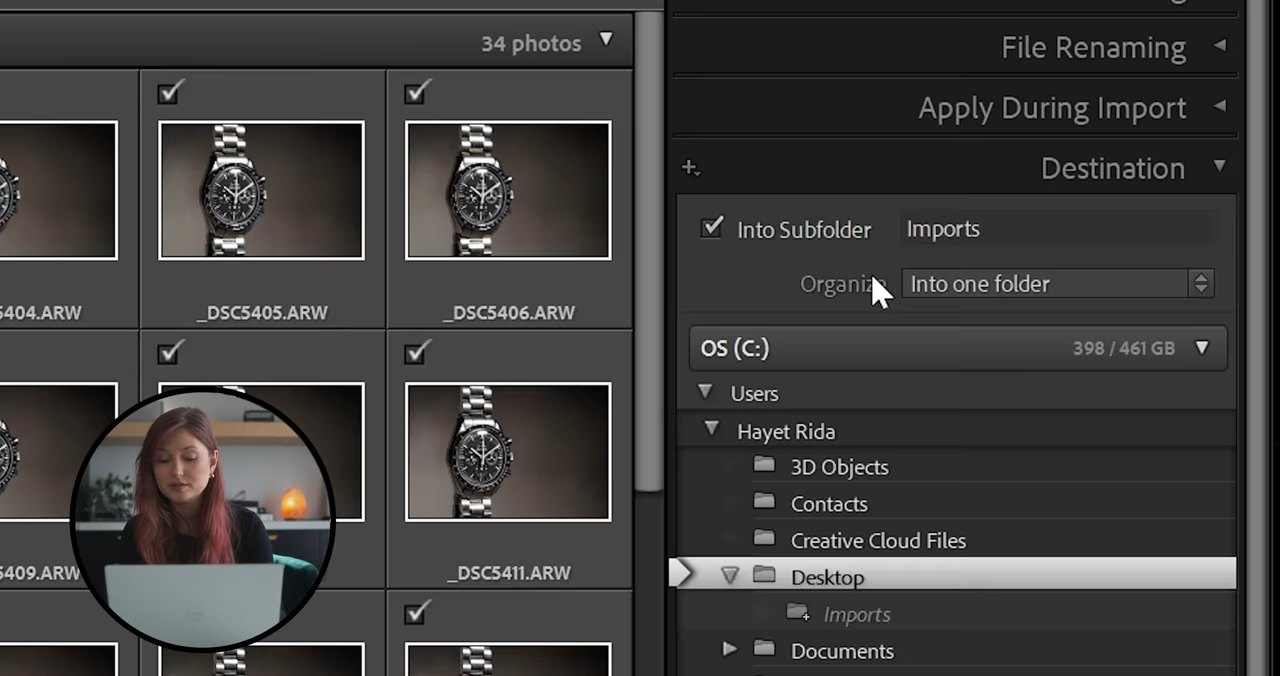 34 photos
5404.ARW
_DSC5405.ARW
_DSC5406.ARW
5409.ARW
_DSC5411.ARW
File Renaming
Apply During Import
Destination
Into Subfolder Imports
Organize Into one folder
OS (C:) 398 / 461 GB
Users
Hayet Rida
3D Objects
Contacts
Creative Cloud Files
Desktop
Imports
Documents